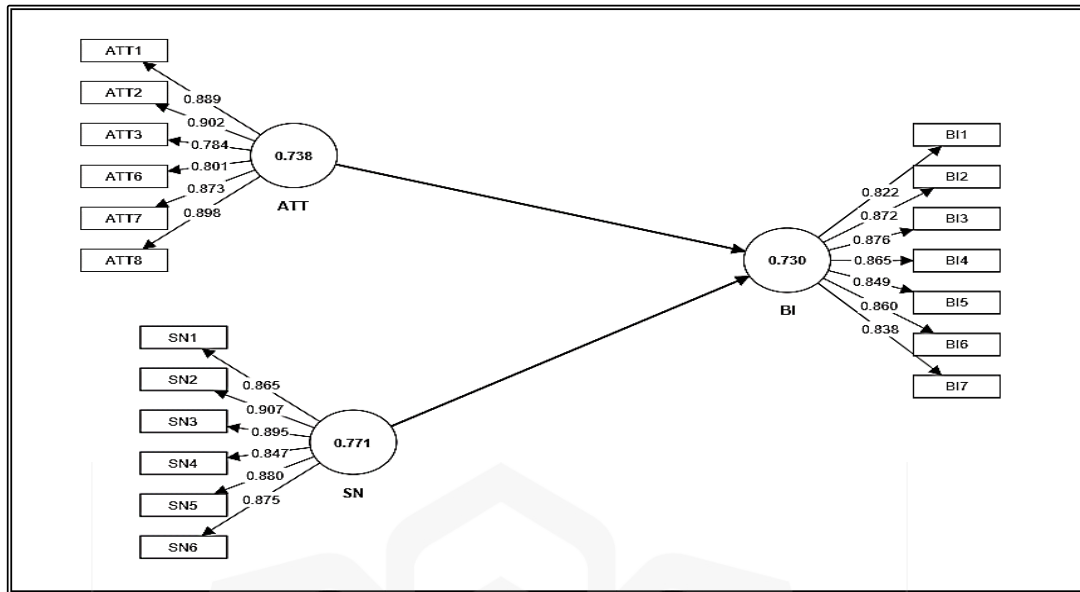 ATT1
ATT2
ATT3
ATT6
ATT7
ATT8
0.889
0.902
0.784
0.801
0.873
0.898
0.738
ATT
SN1
SN2
SN3
SN4
SN5
SN6
0.865
0.907
0.895
0.847
0.880
0.875
0.771
SN
0.730
BI
0.822
0.872
0.876
0.865
0.849
0.860
0.838
BI1
BI2
BI3
BI4
BI5
BI6
BI7